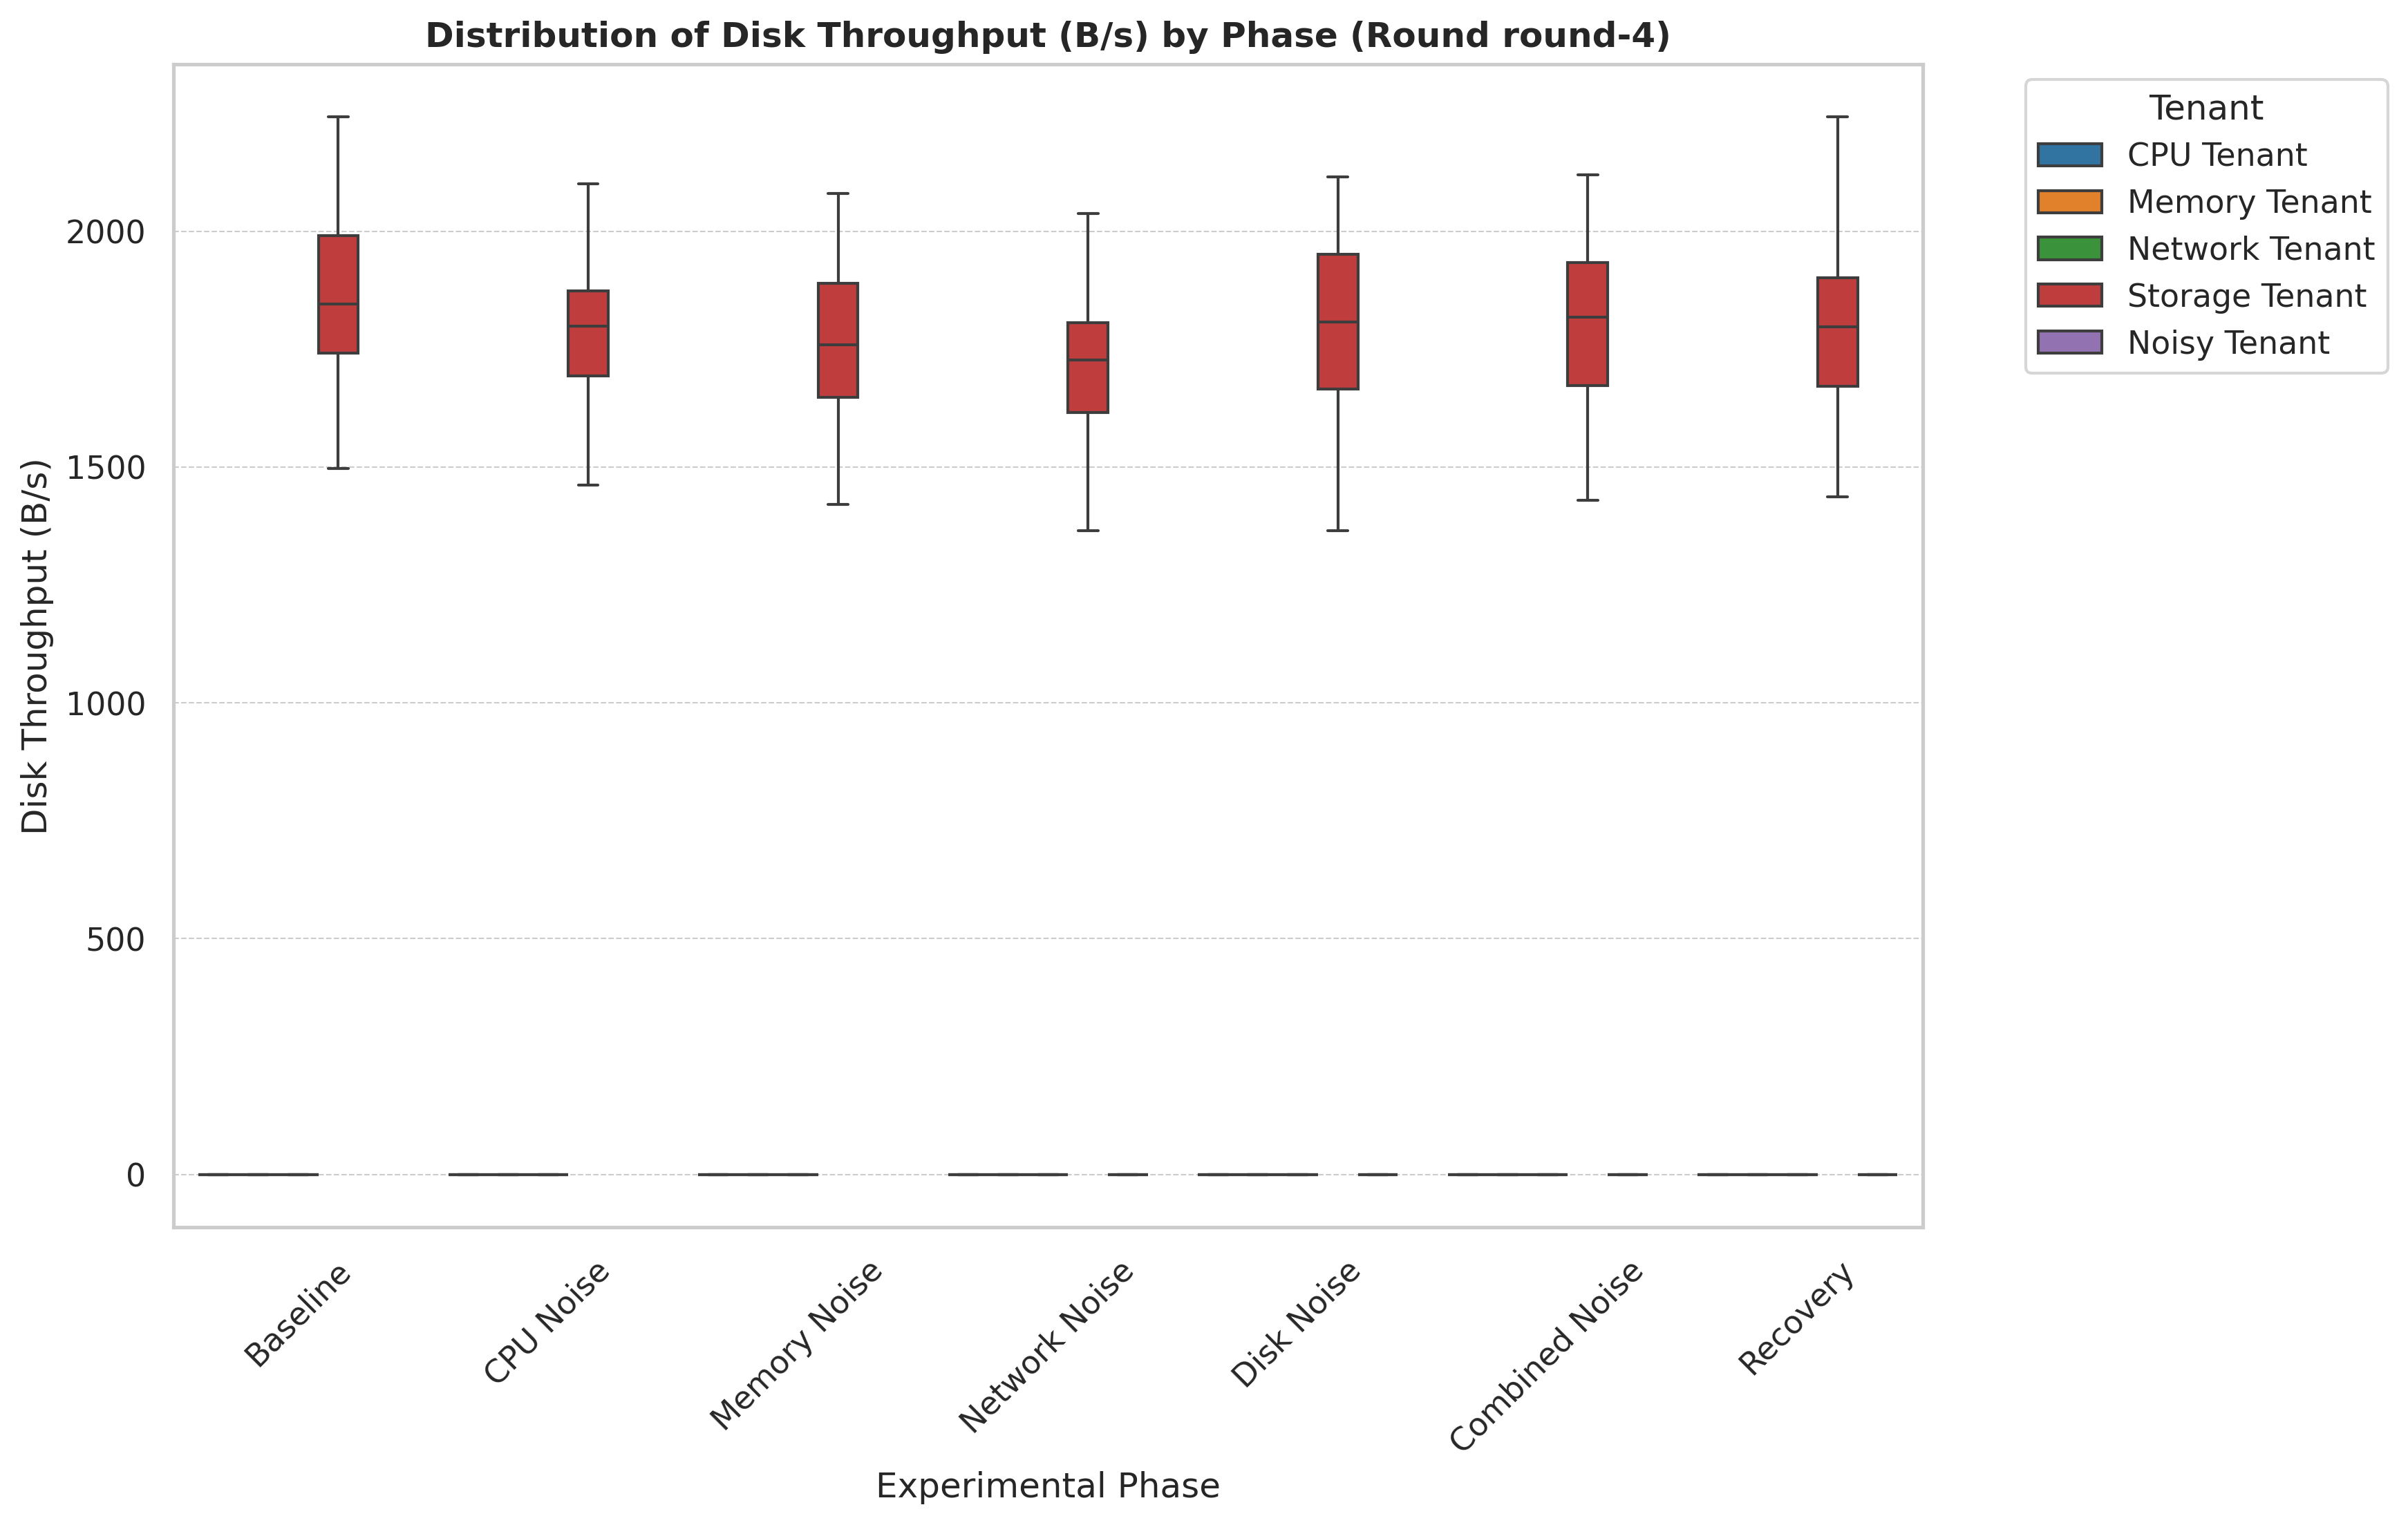 Distribution of Disk Throughput (B/s) by Phase (Round round-4)
Tenant
CPU Tenant
Memory Tenant
Network Tenant
Storage Tenant
Noisy Tenant
Disk Throughput (B/s)
2000
1500
1000
500
0
Baseline
CPU Noise
Memory Noise
Network Noise
Disk Noise
Combined Noise
Recovery
Experimental Phase